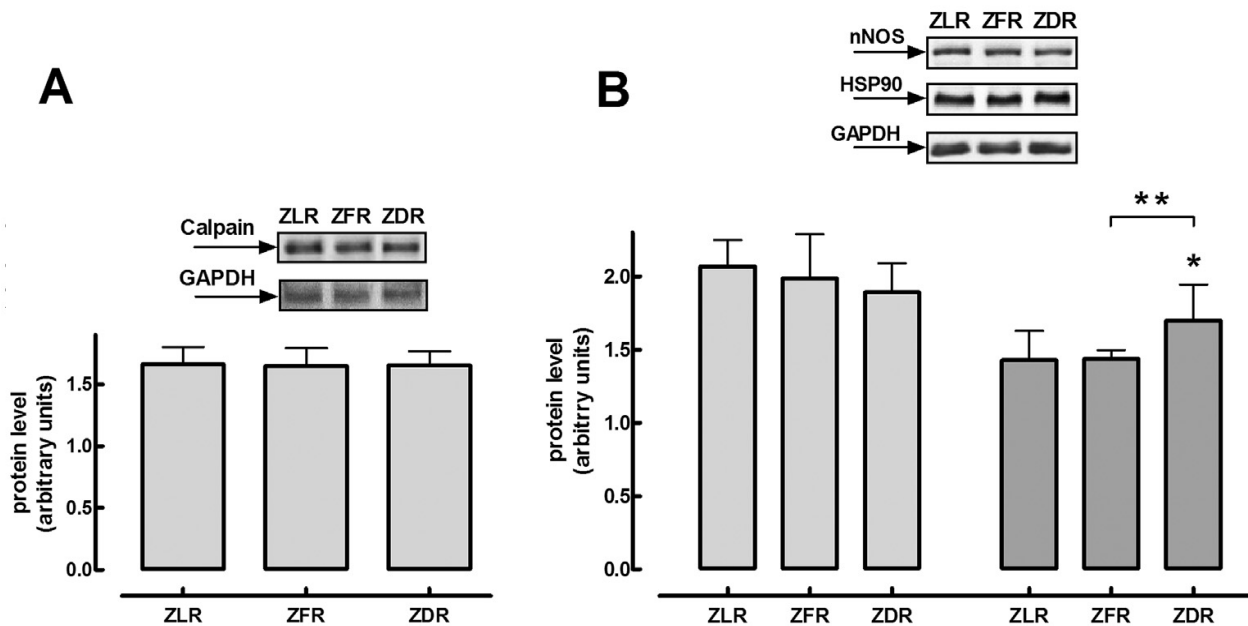 A
ZLR ZFR ZDR
Calpain
GAPDH
protein level
(arbitrary units)
1.5
1.0
0.5
0.0
ZLR ZFR ZDR
B
ZLR ZFR ZDR
nNOS
HSP90
GAPDH
**
*
protein level
(arbitrry units)
2.0
1.5
1.0
0.5
0.0
ZLR ZFR ZDR ZLR ZFR ZDR